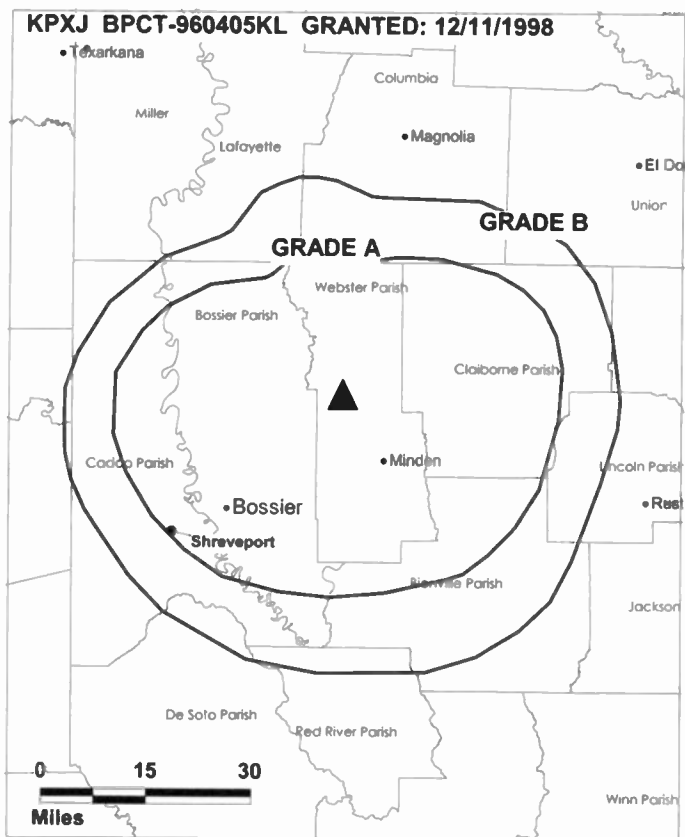 KPXJ BPCT-960405KL GRANTED: 12/11/1998
Texarkana
Columbia
Miller
Magnolia
Lafayette
El Do
Union
GRADE B
GRADE A
Webster Parish
Bossier Parish
Claiborne Parish
Minden
Caddo Parish
Lincoln Parish
Bossier
Rust
Shreveport
Bienville Parish
Jackson
De Soto Parish
Red River Parish
0 15 30
Miles
Winn Parish